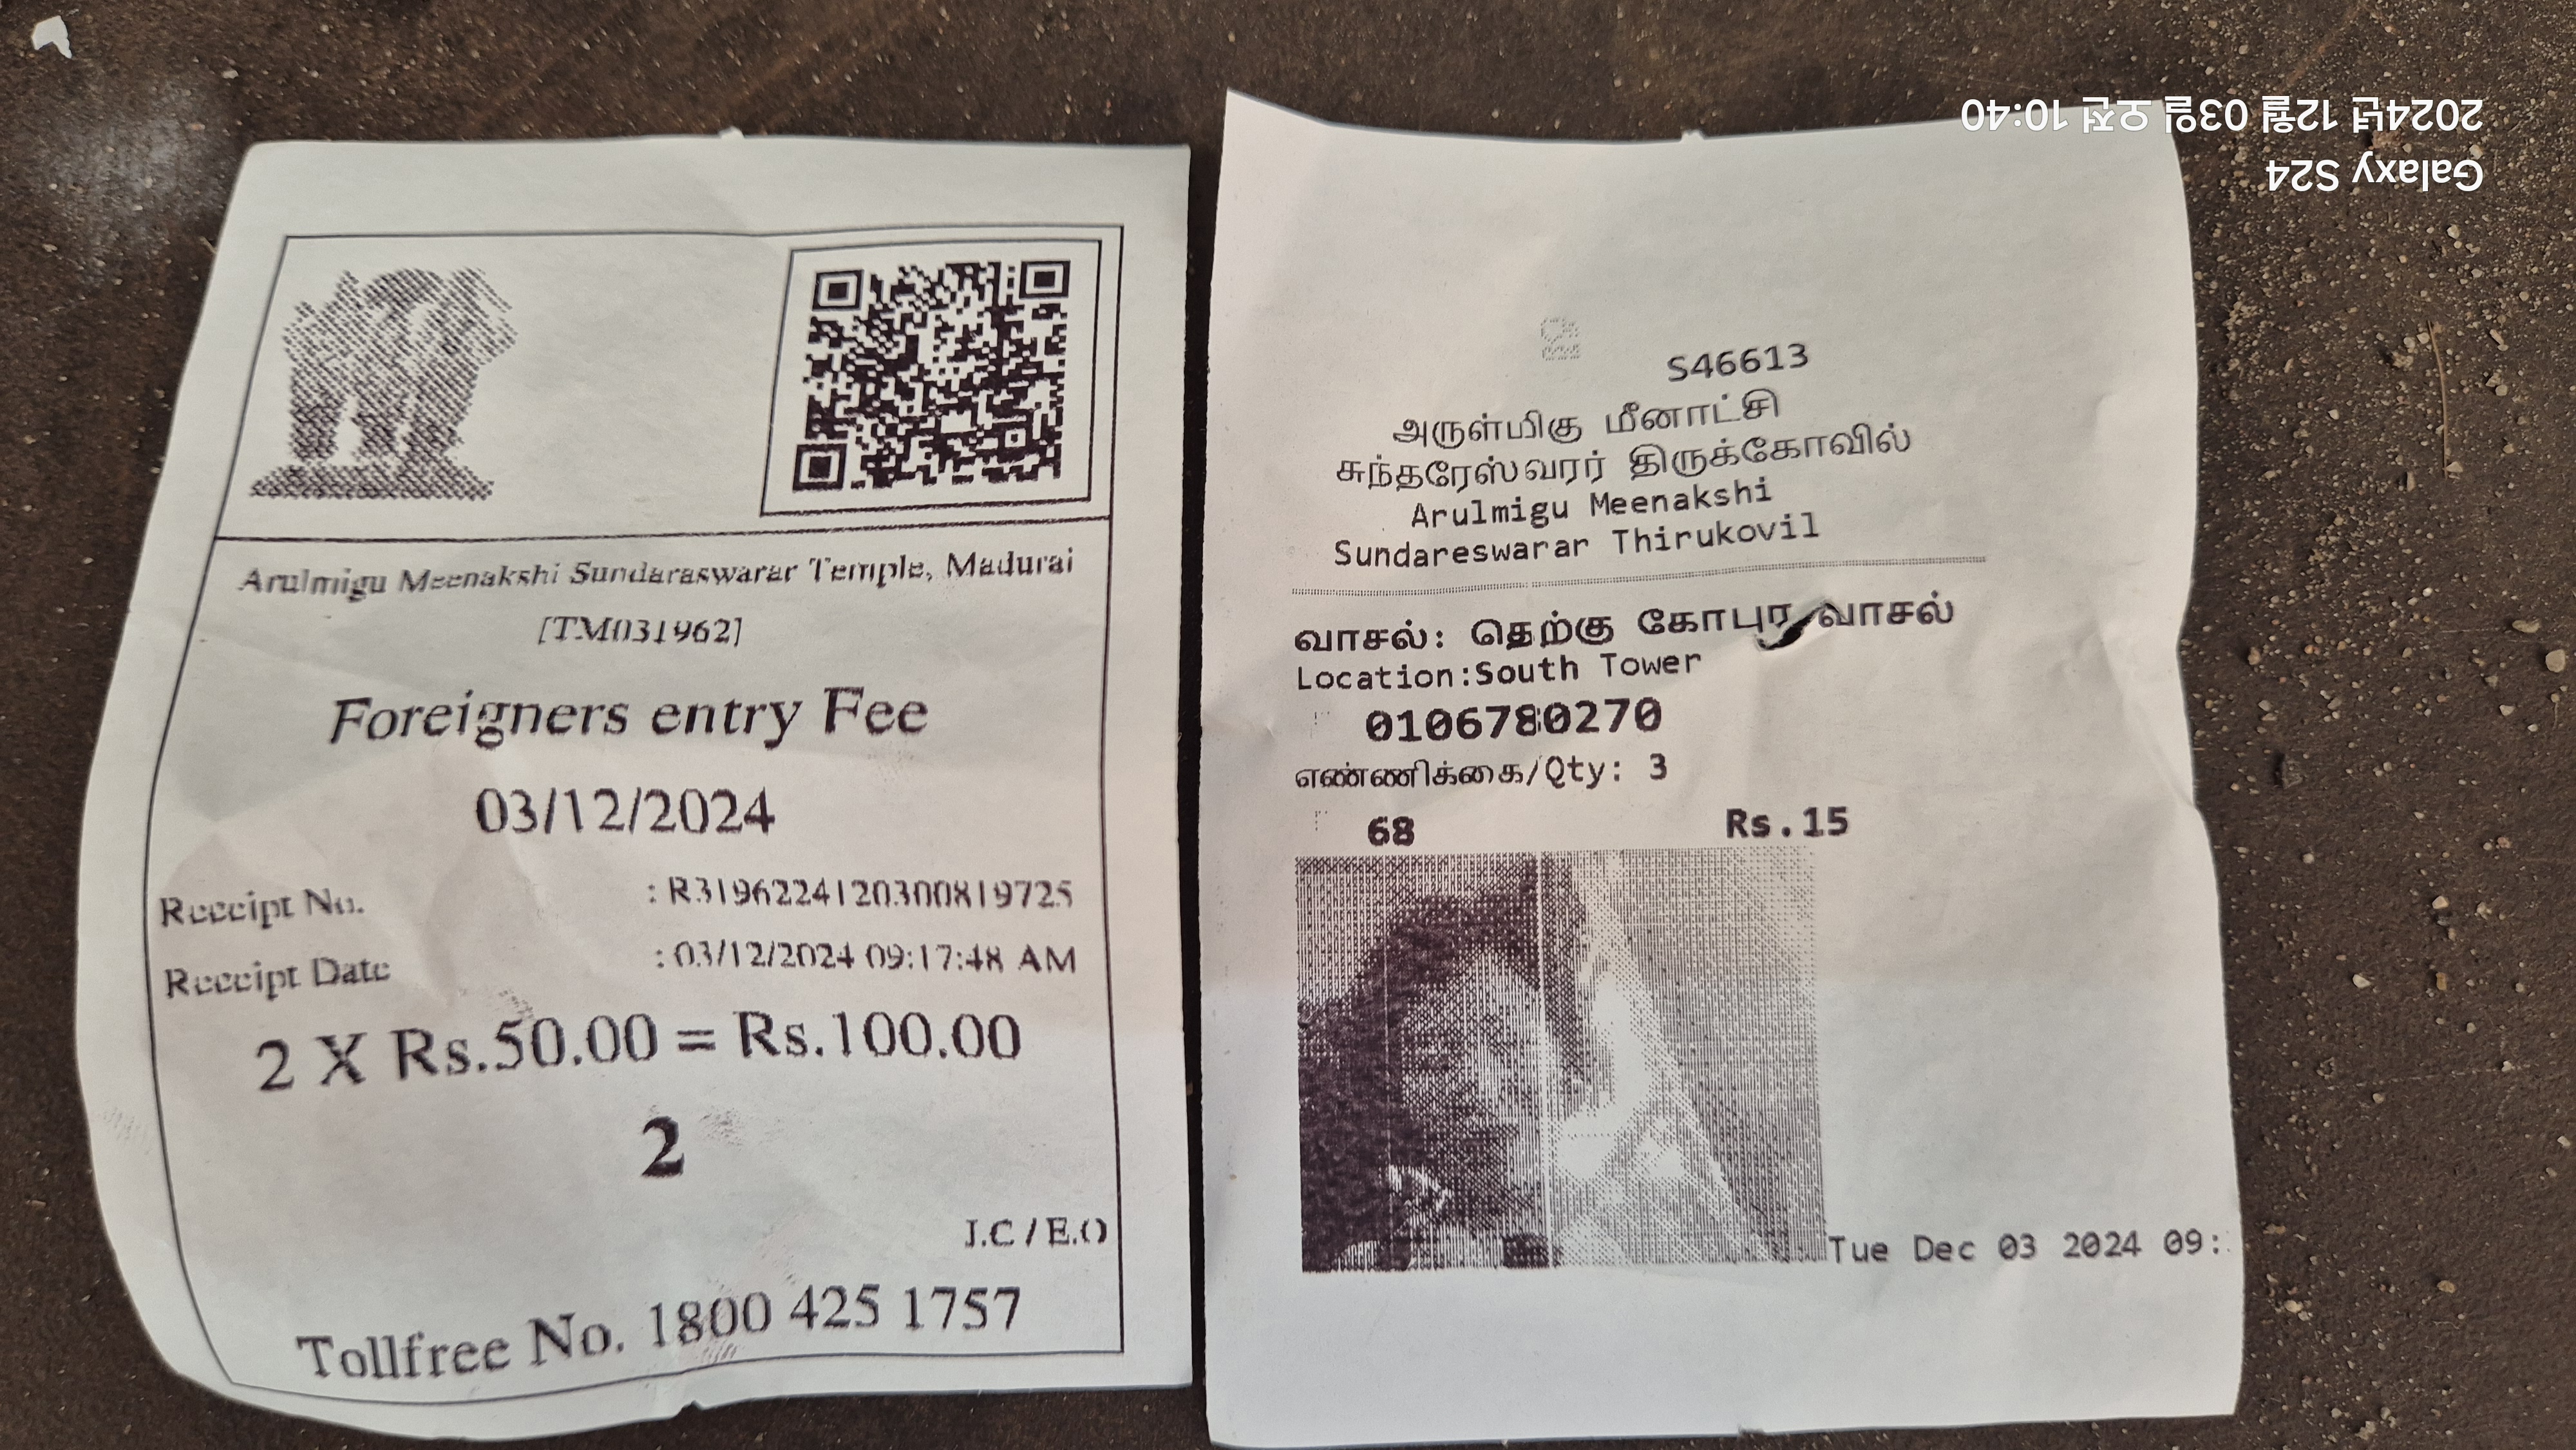 Arulmigu Meenakshi Sundaraswarar Temple, Madurai
[TM031962]
Foreigners entry Fee
03/12/2024
Receipt No. : R3196224120300819725
Receipt Date : 03/12/2024 09:17:48 AM
2 X Rs.50.00 = Rs.100.00
2
J.C / E.O
Tollfree No. 1800 425 1757
S46613
அருள்மிகு மீனாட்சி
சுந்தரேஸ்வரர் திருக்கோவில்
Arulmigu Meenakshi
Sundareswarar Thirukovil
வாசல்: தெற்கு கோபுர வாசல்
Location:South Tower
0106780270
எண்ணிக்கை/Qty: 3
68 Rs.15
Tue Dec 03 2024 09:
Galaxy S24
2024년 12월 03일 오전 10:40